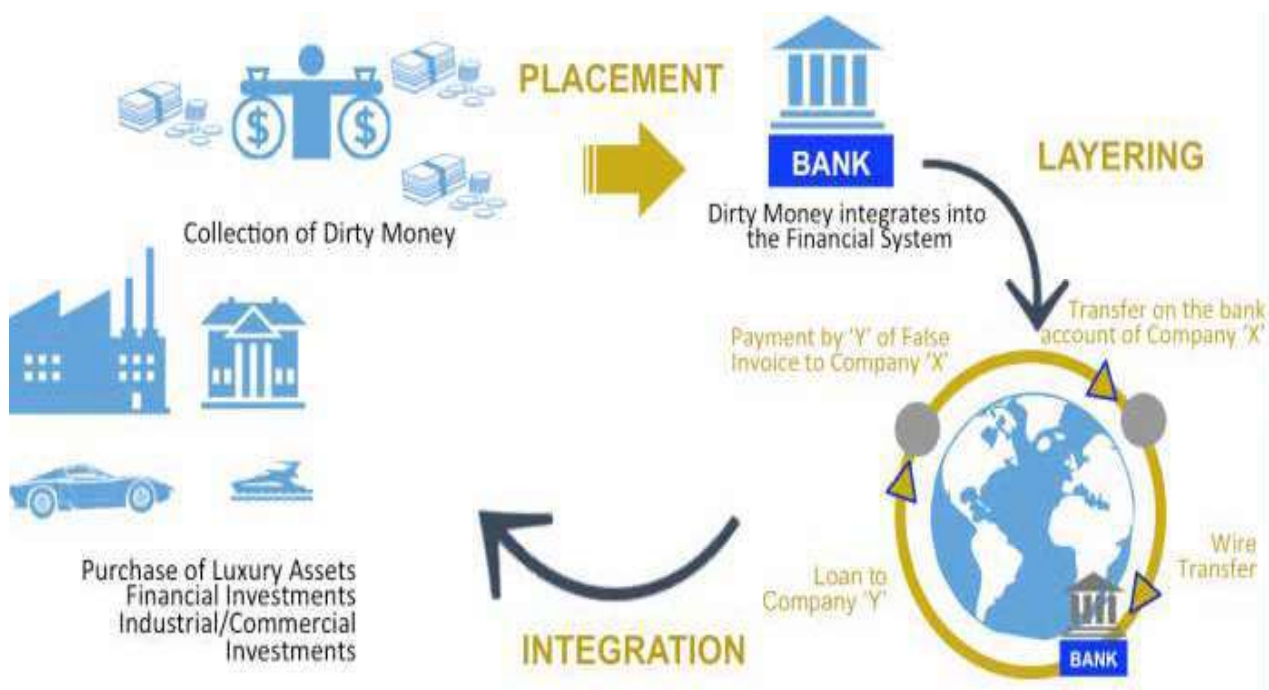 PLACEMENT
$
$
BANK
LAYERING
Collection of Dirty Money
Dirty Money integrates into
the Financial System
Transfer on the bank
account of Company 'X'
Payment by 'Y' of False
Invoice to Company 'X'
Wire
Transfer
Loan to
Company 'Y'
BANK
INTEGRATION
Purchase of Luxury Assets
Financial Investments
Industrial/Commercial
Investments